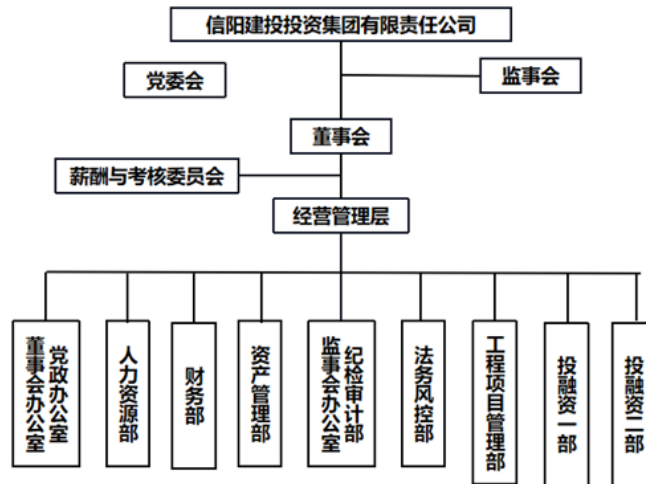 信阳建投投资集团有限责任公司
党委会
监事会
董事会
薪酬与考核委员会
经营管理层
党政办公室
董事会办公室
人力资源部
财务部
资产管理部
纪检审计部
监事会办公室
法务风控部
工程项目管理部
投融资一部
投融资二部